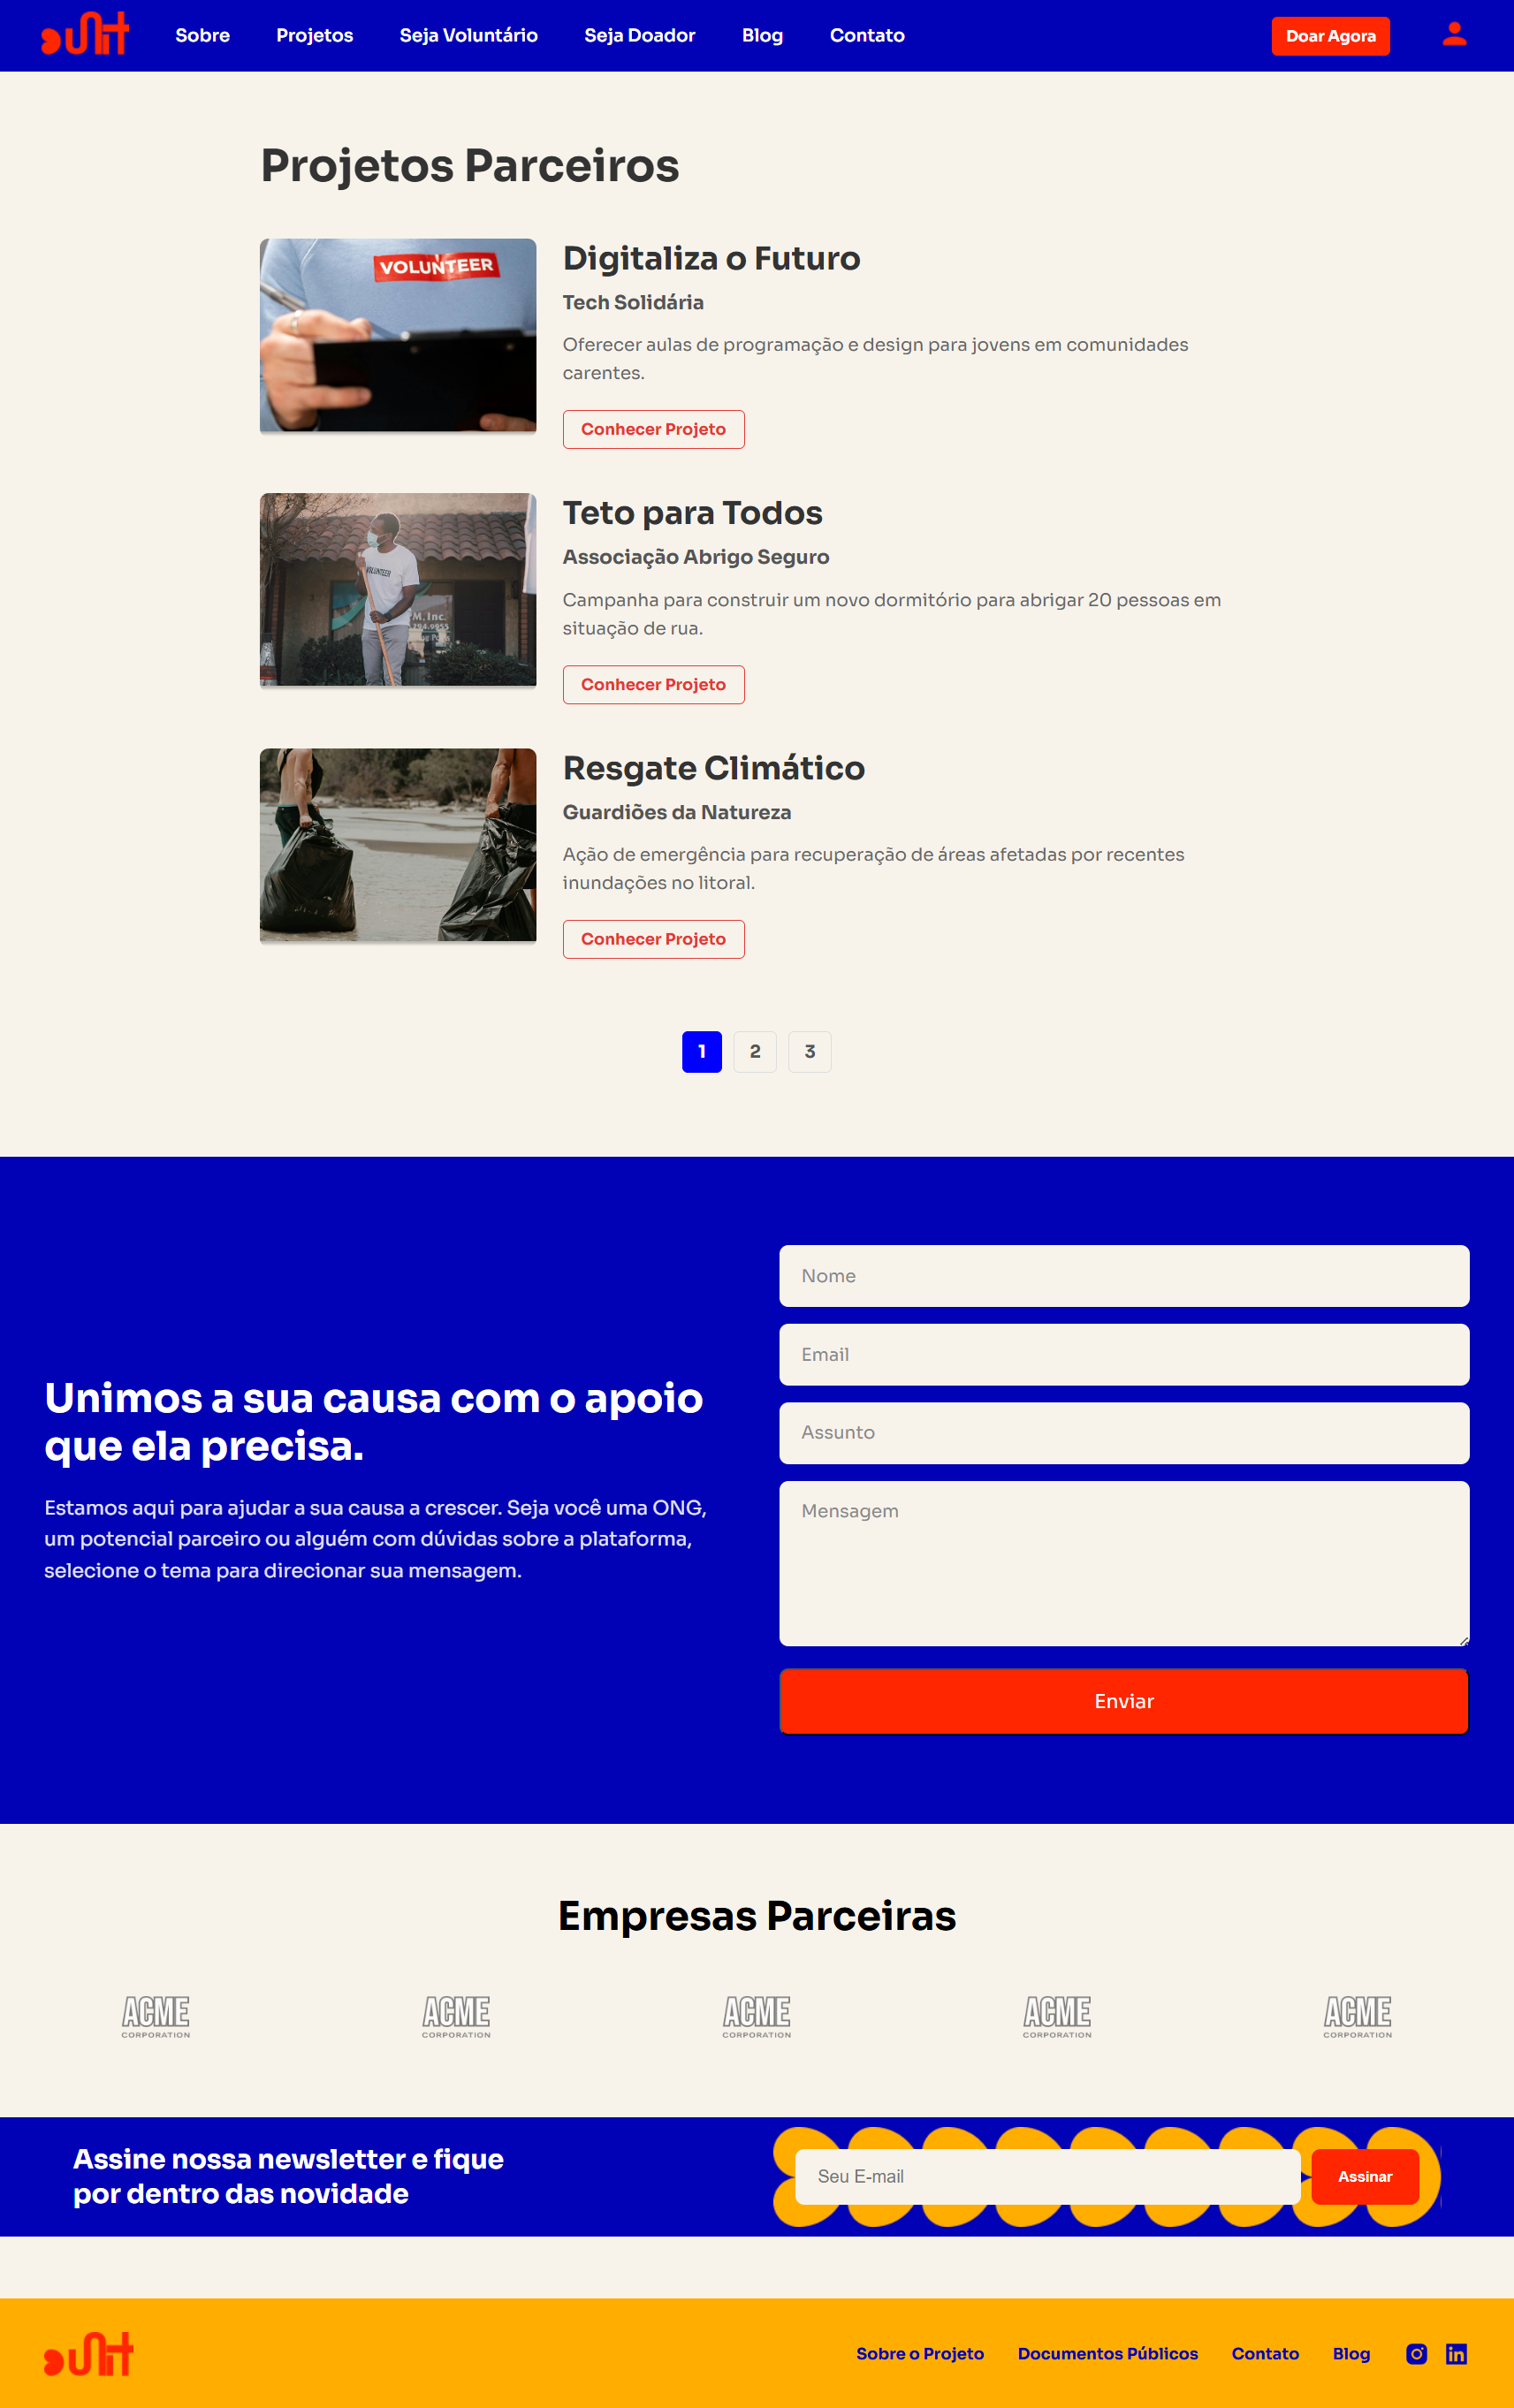 Unit
Sobre
Projetos
Seja Voluntário
Seja Doador
Blog
Contato
Doar Agora
Projetos Parceiros
VOLUNTEER
Digitaliza o Futuro
Tech Solidária
Oferecer aulas de programação e design para jovens em comunidades
carentes.
Conhecer Projeto
VOLUNTEER
M, Inc.
Teto para Todos
Associação Abrigo Seguro
Campanha para construir um novo dormitório para abrigar 20 pessoas em
situação de rua.
Conhecer Projeto
Resgate Climático
Guardiões da Natureza
Ação de emergência para recuperação de áreas afetadas por recentes
inundações no litoral.
Conhecer Projeto
1
2
3
Nome
Email
Assunto
Mensagem
Enviar
Unimos a sua causa com o apoio
que ela precisa.
Estamos aqui para ajudar a sua causa a crescer. Seja você uma ONG,
um potencial parceiro ou alguém com dúvidas sobre a plataforma,
selecione o tema para direcionar sua mensagem.
Empresas Parceiras
ACME
CORPORATION
ACME
CORPORATION
ACME
CORPORATION
ACME
CORPORATION
ACME
CORPORATION
Assine nossa newsletter e fique
por dentro das novidade
Seu E-mail
Assinar
Unit
Sobre o Projeto
Documentos Públicos
Contato
Blog
in